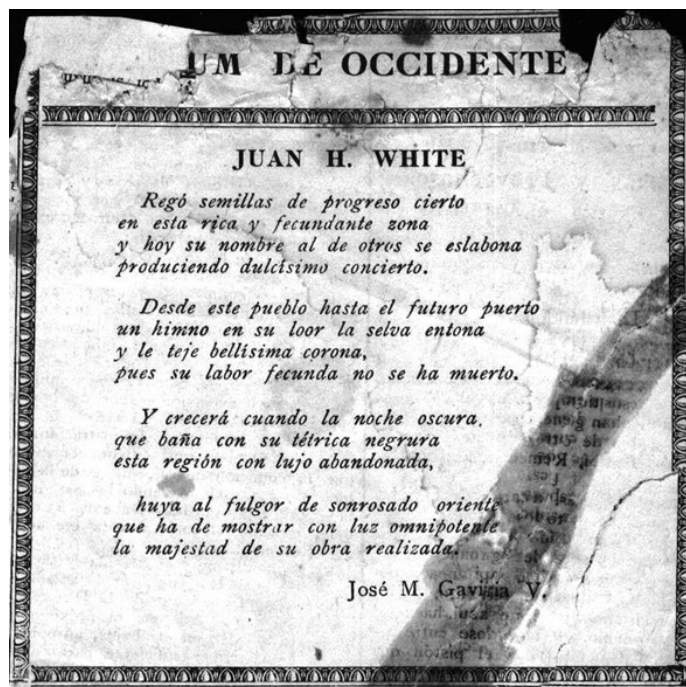 UM DE OCCIDENTE
JUAN H. WHITE
Regó semillas de progreso cierto
en esta rica y fecundante zona
y hoy su nombre al de otros se eslabona
produciendo dulcísimo concierto.
Desde este pueblo hasta el futuro puerto
un himno en su loor la selva entona
y le teje bellísima corona,
pues su labor fecunda no se ha muerto.
Y crecerá cuando la noche oscura,
que baña con su tétrica negrura
esta región con lujo abandonada,
huya al fulgor de sonrosado oriente
que ha de mostrar con luz omnipotente
la majestad de su obra realizada.
José M. Gaviria V.